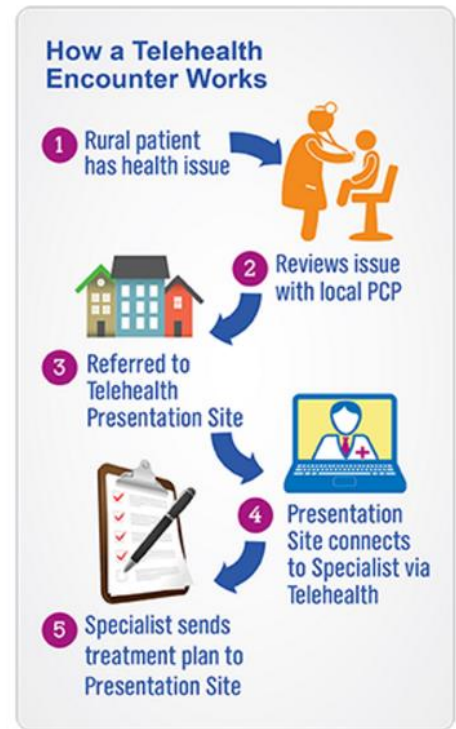 How a Telehealth
Encounter Works
1 Rural patient
has health issue
2 Reviews issue
with local PCP
3 Referred to
Telehealth
Presentation Site
4 Presentation
Site connects
to Specialist via
Telehealth
5 Specialist sends
treatment plan to
Presentation Site